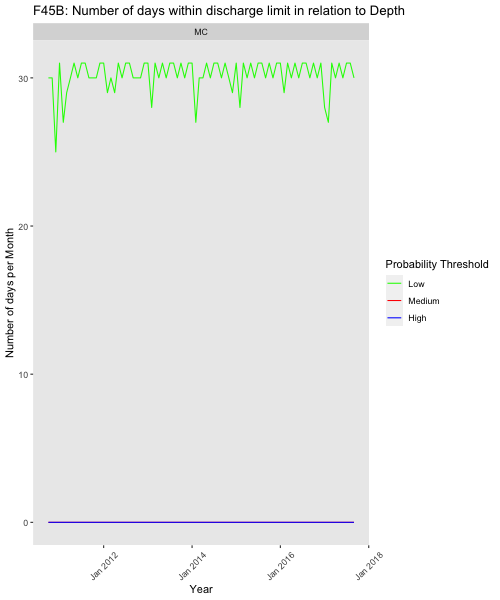 F45B: Number of days within discharge limit in relation to Depth
MC
30
20
10
0
Number of days per Month
Jan 2012
Jan 2014
Jan 2016
Jan 2018
Year
Probability Threshold
Low
Medium
High